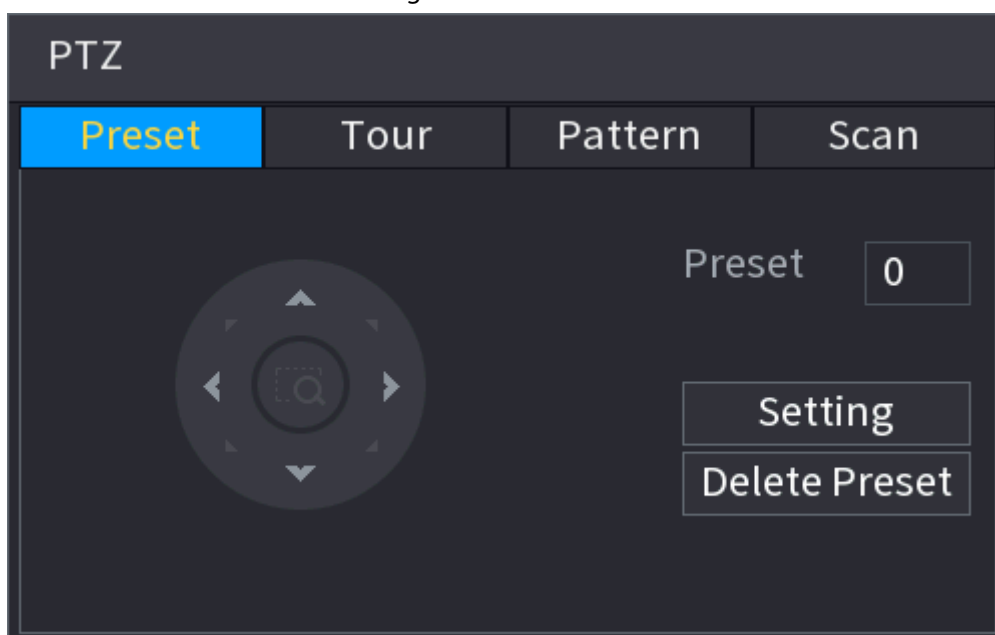 PTZ
Preset Tour Pattern Scan
Preset 0
Setting
Delete Preset